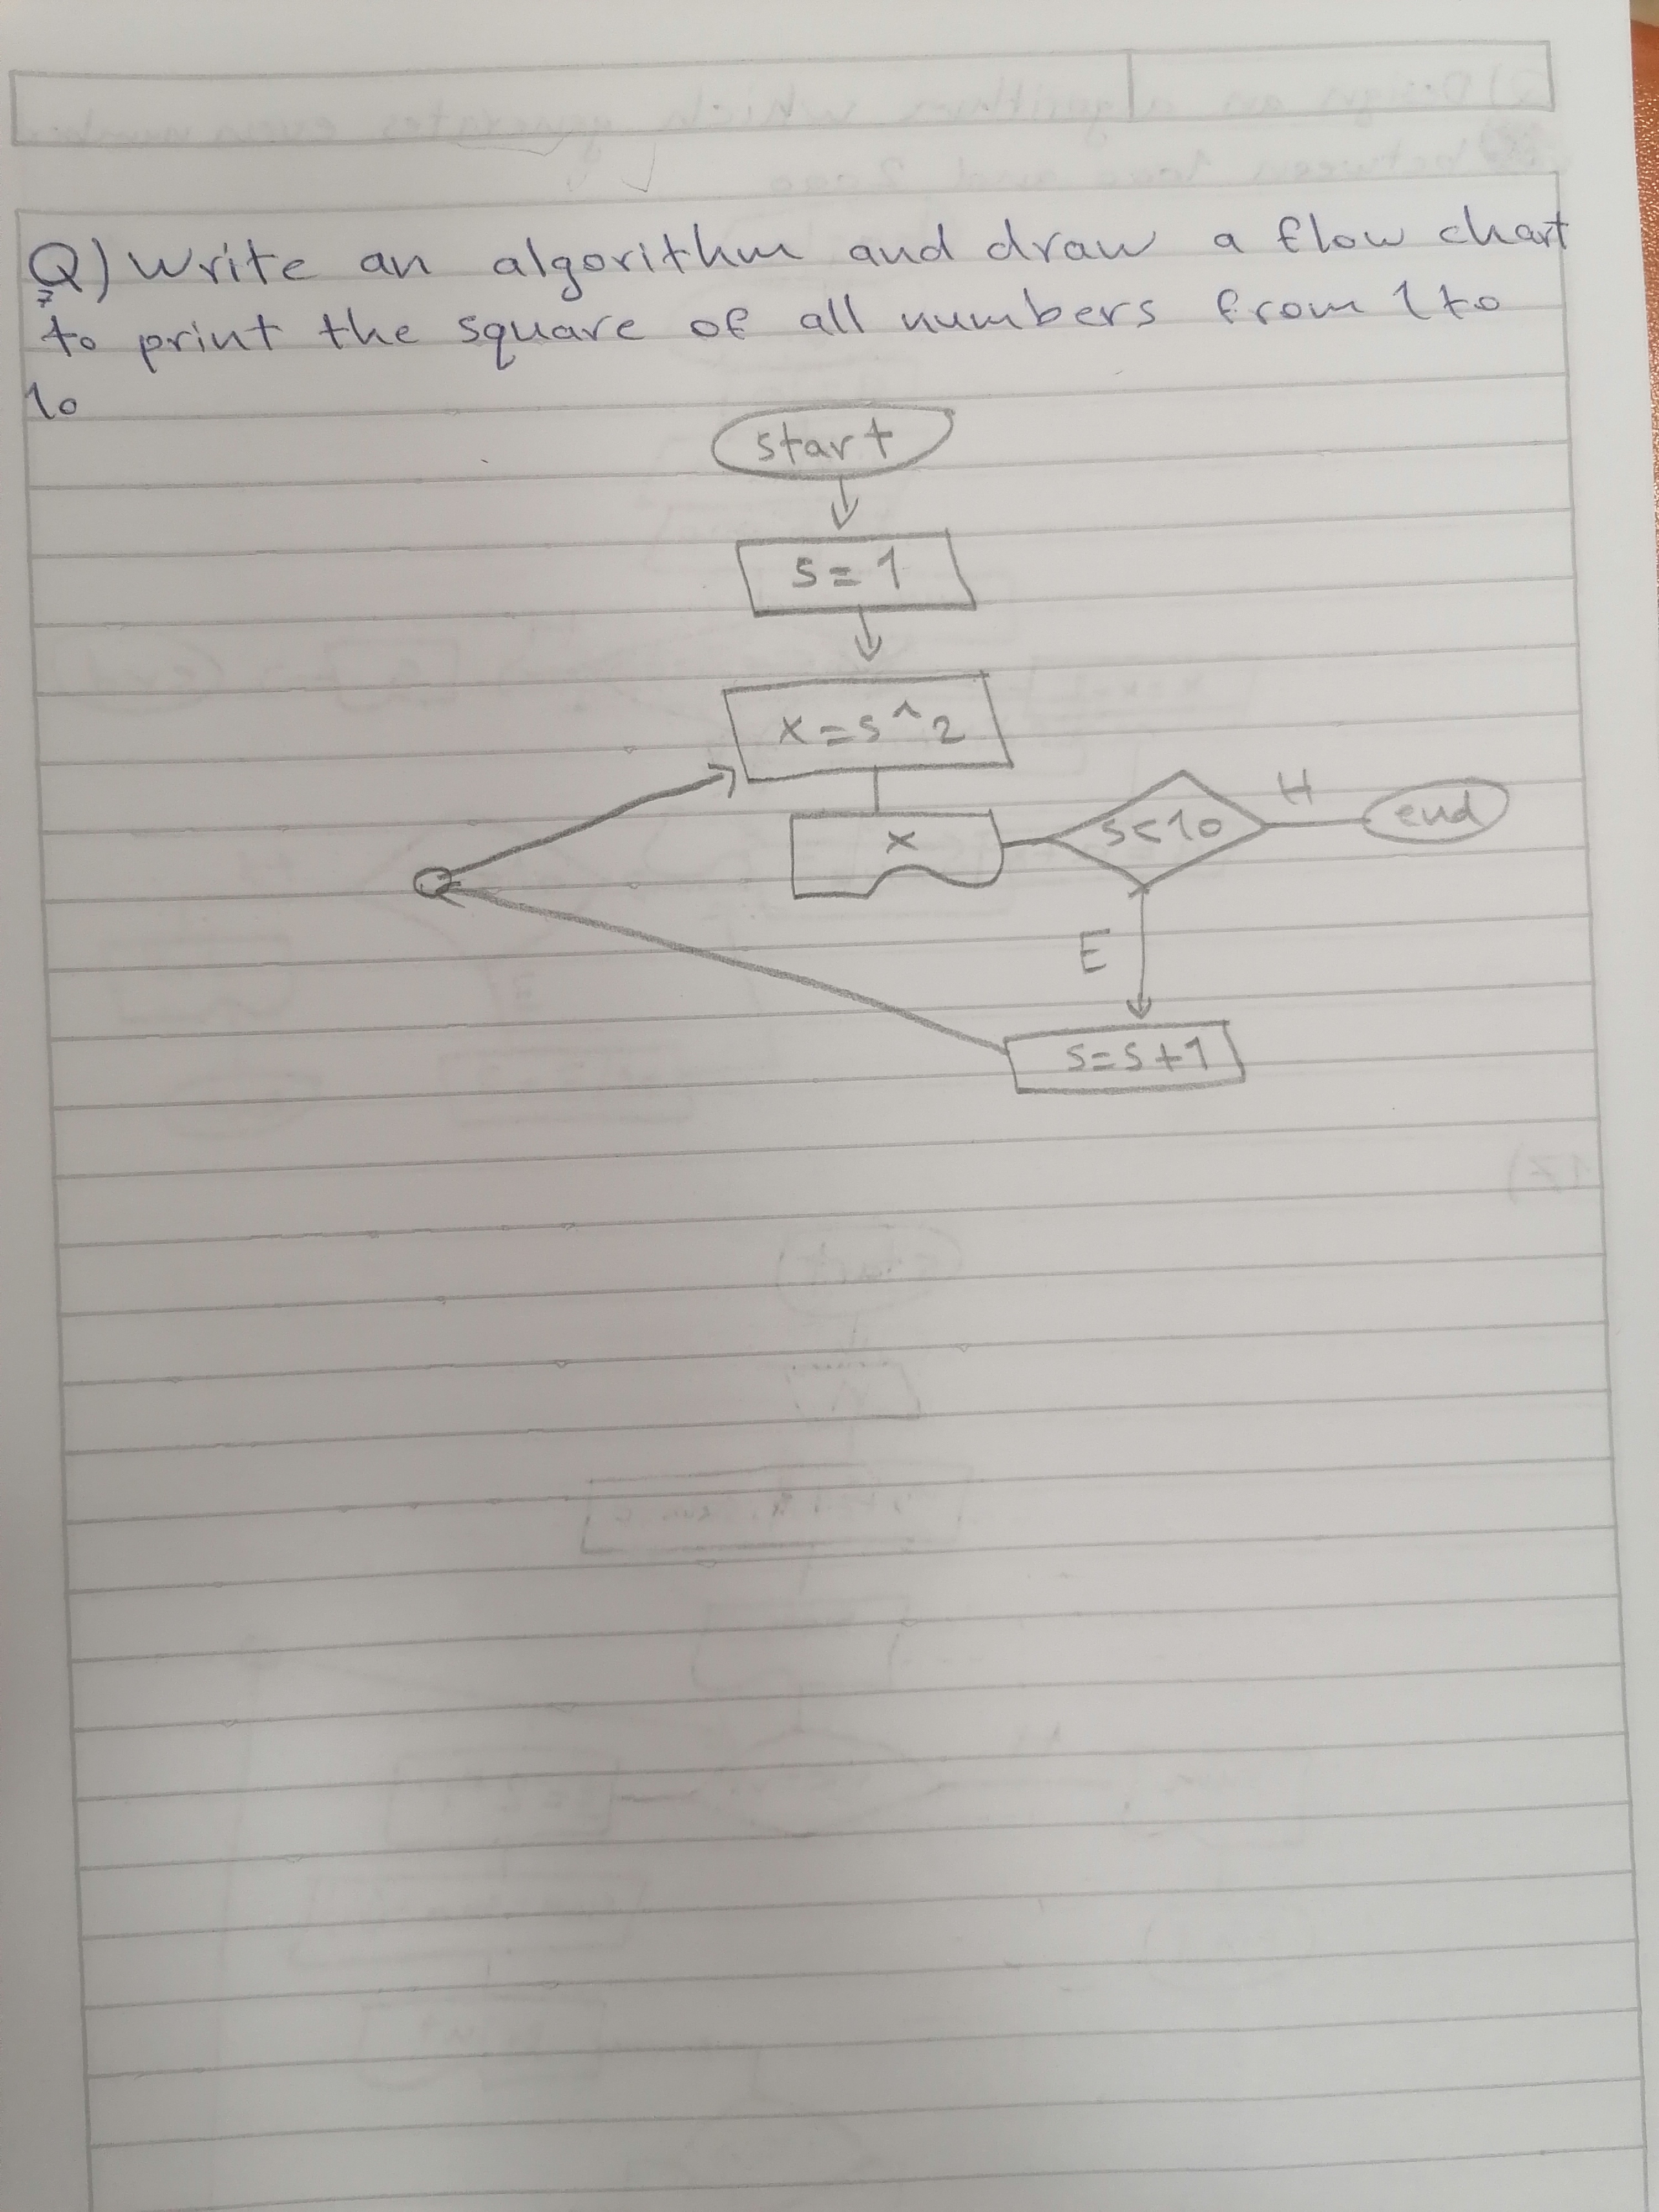 Q) Write an algorithm and draw a flow chart
to print the square of all numbers from 1 to
10
start
s=1
x=s^2
x
s<10
H
end
E
s=s+1